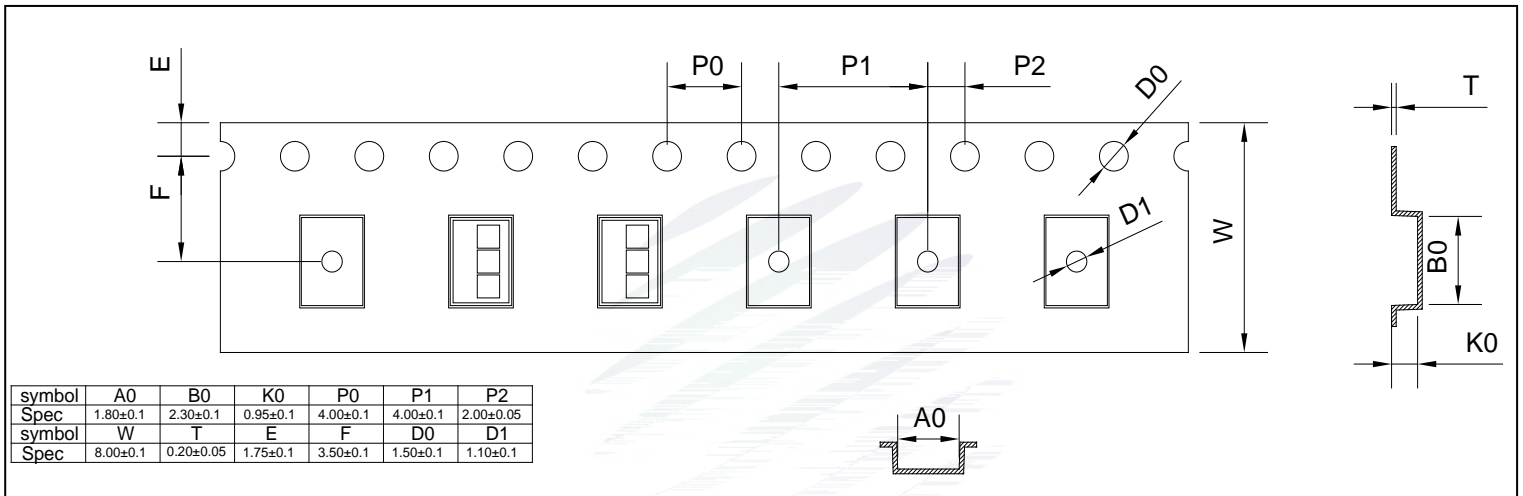 E
P0
P1
P2
D0
T
F
D1
W
B0
K0
A0
symbol A0 B0 K0 P0 P1 P2
Spec 1.80±0.1 2.30±0.1 0.95±0.1 4.00±0.1 4.00±0.1 2.00±0.05
symbol W T E F D0 D1
Spec 8.00±0.1 0.20±0.05 1.75±0.1 3.50±0.1 1.50±0.1 1.10±0.1